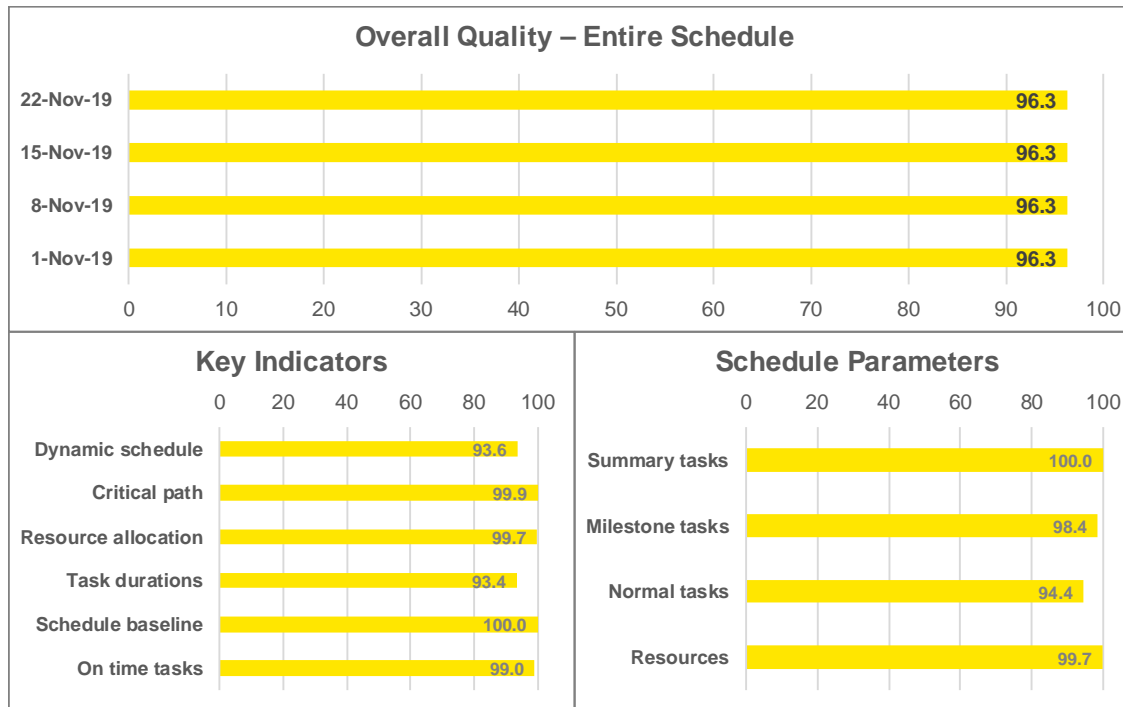 Overall Quality – Entire Schedule
22-Nov-19 96.3
15-Nov-19 96.3
8-Nov-19 96.3
1-Nov-19 96.3
0 10 20 30 40 50 60 70 80 90 100
Key Indicators
0 20 40 60 80 100
Dynamic schedule 93.6
Critical path 99.9
Resource allocation 99.7
Task durations 93.4
Schedule baseline 100.0
On time tasks 99.0
Schedule Parameters
0 20 40 60 80 100
Summary tasks 100.0
Milestone tasks 98.4
Normal tasks 94.4
Resources 99.7